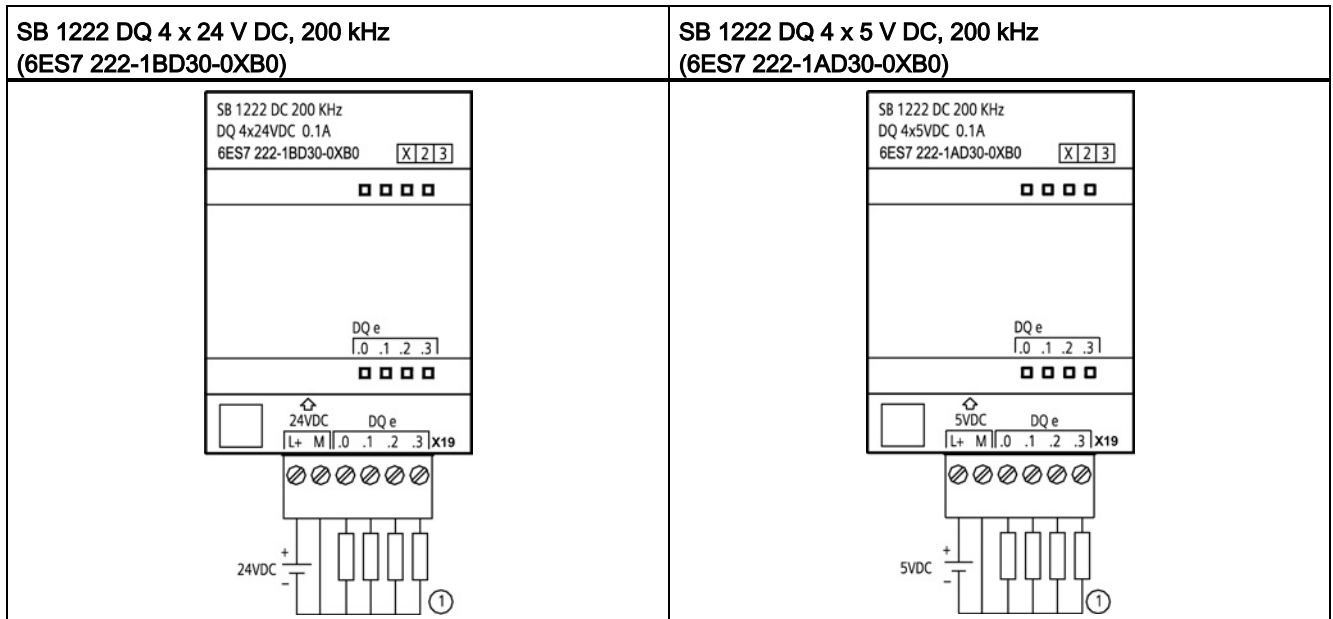 SB 1222 DQ 4 x 24 V DC, 200 kHz
(6ES7 222-1BD30-0XB0)
SB 1222 DQ 4 x 5 V DC, 200 kHz
(6ES7 222-1AD30-0XB0)
SB 1222 DC 200 KHz
DQ 4x24VDC 0.1A
6ES7 222-1BD30-0XB0 X 2 3
DQ e
.0 .1 .2 .3
24VDC DQ e
L+ M .0 .1 .2 .3 X19
+
24VDC
–
①
SB 1222 DC 200 KHz
DQ 4x5VDC 0.1A
6ES7 222-1AD30-0XB0 X 2 3
DQ e
.0 .1 .2 .3
5VDC DQ e
L+ M .0 .1 .2 .3 X19
+
5VDC
–
①